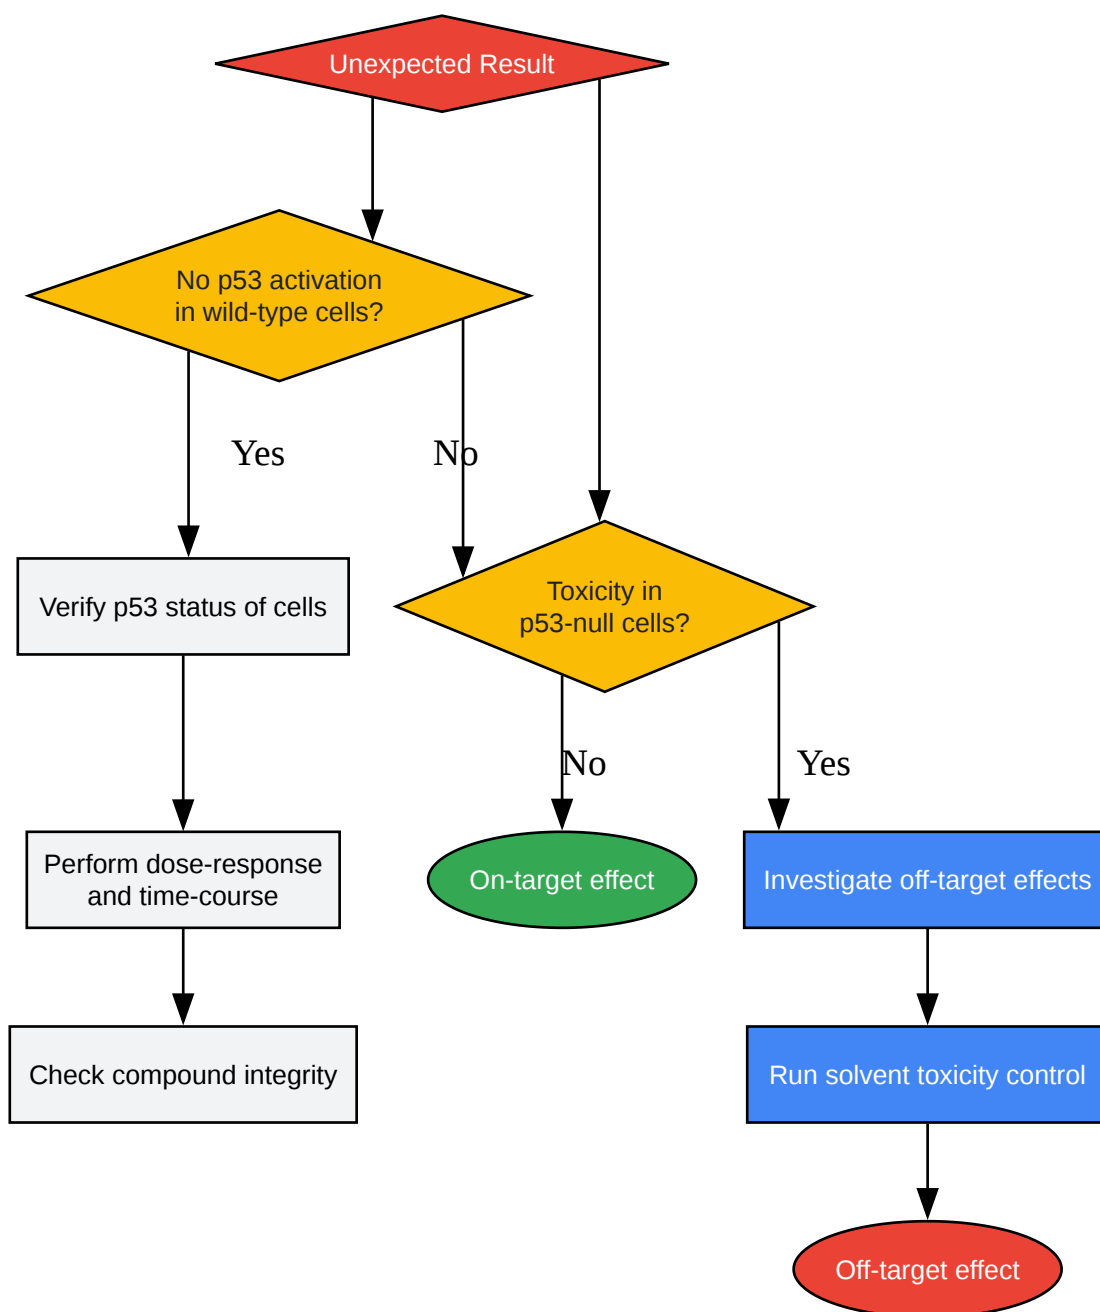 Unexpected Result
No p53 activation
in wild-type cells?
Yes
No
Verify p53 status of cells
Toxicity in
p53-null cells?
No
Yes
Perform dose-response
and time-course
On-target effect
Investigate off-target effects
Check compound integrity
Run solvent toxicity control
Off-target effect